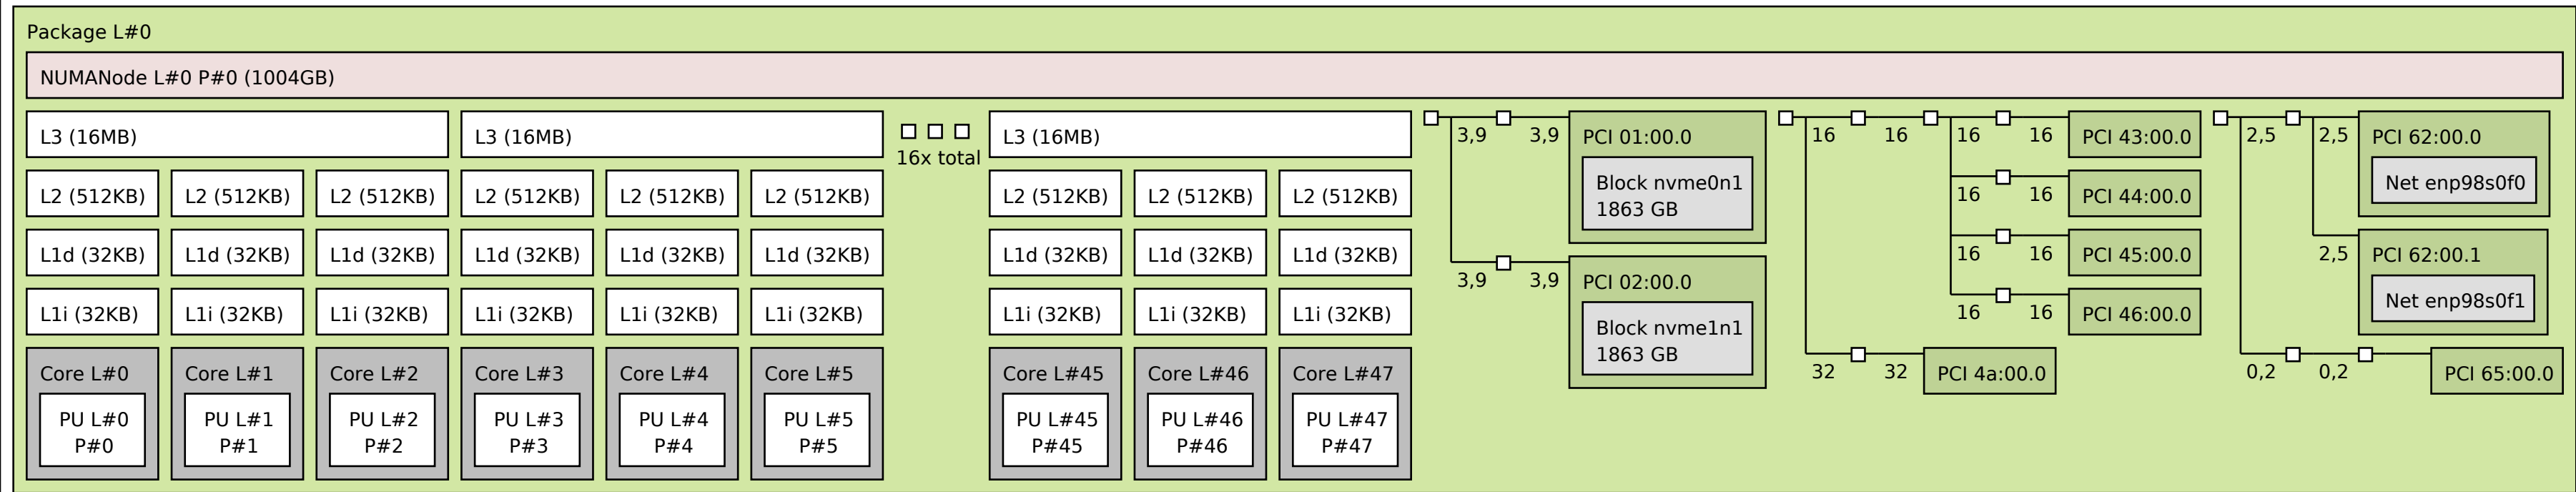 Package L#0
NUMANode L#0 P#0 (1004GB)
L3 (16MB) L3 (16MB) 16x total L3 (16MB)
L2 (512KB) L2 (512KB) L2 (512KB) L2 (512KB) L2 (512KB) L2 (512KB) L2 (512KB) L2 (512KB) L2 (512KB)
L1d (32KB) L1d (32KB) L1d (32KB) L1d (32KB) L1d (32KB) L1d (32KB) L1d (32KB) L1d (32KB) L1d (32KB)
L1i (32KB) L1i (32KB) L1i (32KB) L1i (32KB) L1i (32KB) L1i (32KB) L1i (32KB) L1i (32KB) L1i (32KB)
Core L#0 Core L#1 Core L#2 Core L#3 Core L#4 Core L#5 Core L#45 Core L#46 Core L#47
PU L#0 PU L#1 PU L#2 PU L#3 PU L#4 PU L#5 PU L#45 PU L#46 PU L#47
P#0 P#1 P#2 P#3 P#4 P#5 P#45 P#46 P#47
3,9 3,9 PCI 01:00.0
Block nvme0n1
1863 GB
3,9 3,9 PCI 02:00.0
Block nvme1n1
1863 GB
16 16 16 16 PCI 43:00.0
16 16 PCI 44:00.0
16 16 PCI 45:00.0
16 16 PCI 46:00.0
32 32 PCI 4a:00.0
2,5 2,5 PCI 62:00.0
Net enp98s0f0
2,5 PCI 62:00.1
Net enp98s0f1
0,2 0,2 PCI 65:00.0